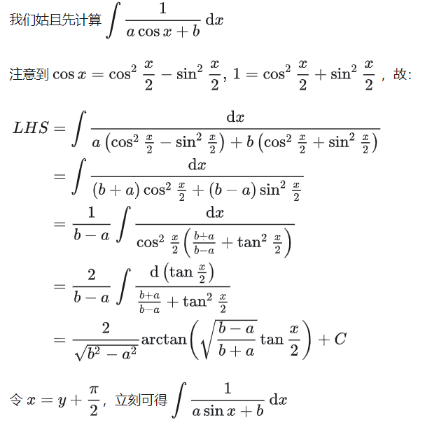 我们姑且先计算 $\int \frac{1}{a\cos x+b}\,\mathrm{d}x$
注意到 $\cos x=\cos^2\frac{x}{2}-\sin^2\frac{x}{2},\ 1=\cos^2\frac{x}{2}+\sin^2\frac{x}{2}$ ，故：
$LHS=\int\frac{\mathrm{d}x}{a\left(\cos^2\frac{x}{2}-\sin^2\frac{x}{2}\right)+b\left(\cos^2\frac{x}{2}+\sin^2\frac{x}{2}\right)}$
$=\int\frac{\mathrm{d}x}{(b+a)\cos^2\frac{x}{2}+(b-a)\sin^2\frac{x}{2}}$
$=\frac{1}{b-a}\int\frac{\mathrm{d}x}{\cos^2\frac{x}{2}\left(\frac{b+a}{b-a}+\tan^2\frac{x}{2}\right)}$
$=\frac{2}{b-a}\int\frac{\mathrm{d}\left(\tan\frac{x}{2}\right)}{\frac{b+a}{b-a}+\tan^2\frac{x}{2}}$
$=\frac{2}{\sqrt{b^2-a^2}}\arctan\left(\sqrt{\frac{b-a}{b+a}}\tan\frac{x}{2}\right)+C$
令 $x=y+\frac{\pi}{2}$，立刻可得 $\int\frac{1}{a\sin x+b}\,\mathrm{d}x$